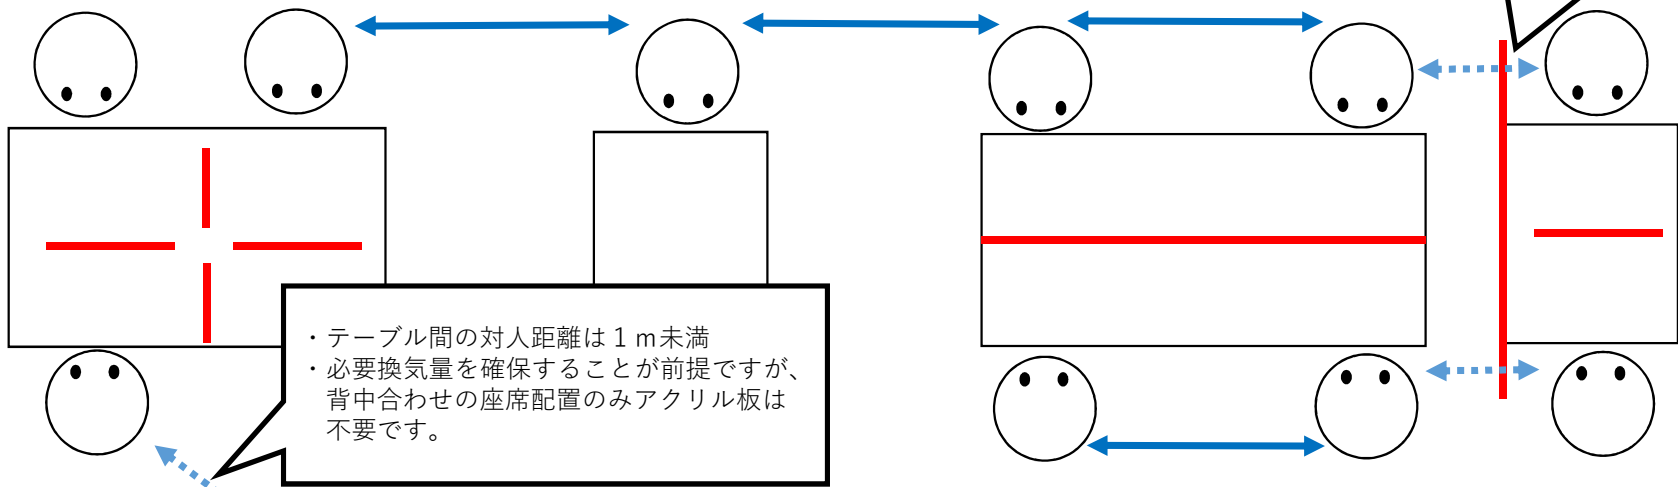 ・テーブル間の対人距離は１ｍ未満
・必要換気量を確保することが前提ですが、
背中合わせの座席配置のみアクリル板は
不要です。